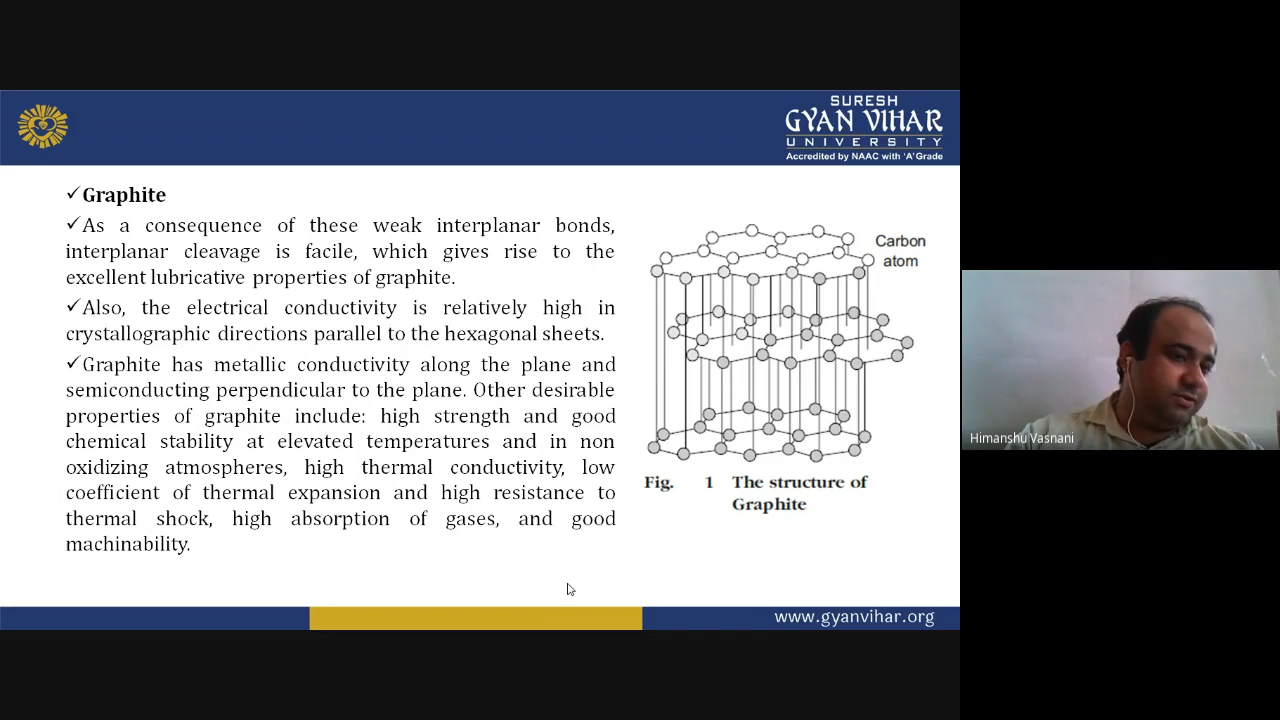 SURESH
GYAN VIHAR
UNIVERSITY
Accredited by NAAC with 'A' Grade
✓Graphite
✓As a consequence of these weak interplanar bonds,
interplanar cleavage is facile, which gives rise to the
excellent lubricative properties of graphite.
✓Also, the electrical conductivity is relatively high in
crystallographic directions parallel to the hexagonal sheets.
✓Graphite has metallic conductivity along the plane and
semiconducting perpendicular to the plane. Other desirable
properties of graphite include: high strength and good
chemical stability at elevated temperatures and in non
oxidizing atmospheres, high thermal conductivity, low
coefficient of thermal expansion and high resistance to
thermal shock, high absorption of gases, and good
machinability.
Carbon
atom
Fig. 1 The structure of
Graphite
www.gyanvihar.org
Himanshu Vasnani